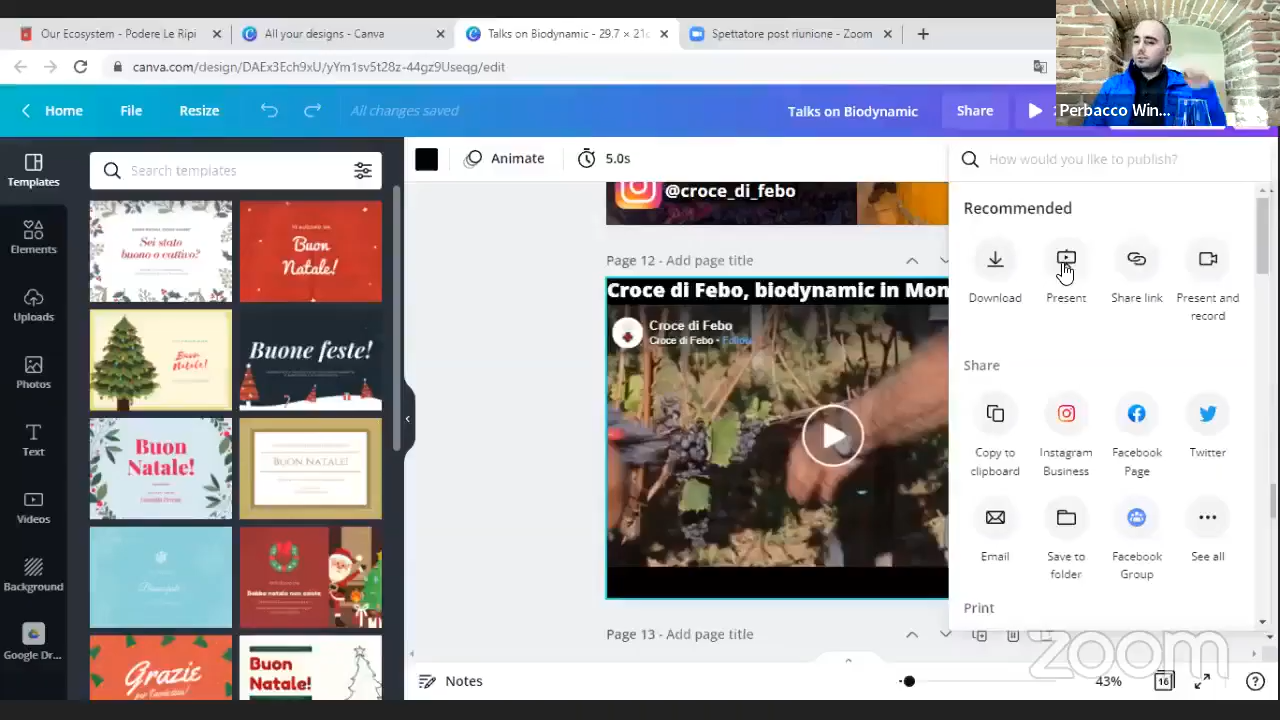 Our Ecosystem - Podere Le Ripi
All your designs - Canva
Talks on Biodynamic - 29.7 × 21c
Spettatore post riunione - Zoom
canva.com/design/DAEx3Ech9xU/yYm1sv5t28z-44gz9Useqg/edit
Perbacco Win...
Home
File
Resize
All changes saved
Talks on Biodynamic
Share
Templates
Elements
Uploads
Photos
Text
Videos
Background
Google Dr...
Search templates
Sei stato
buono o cattivo?
Buon
Natale!
Buon
Natale!
Buone feste!
Buon
Natale!
BUON NATALE!
Babbo natale non esiste
Grazie
Buon
Natale!
Animate
5.0s
@croce_di_febo
Page 12 - Add page title
Croce di Febo, biodynamic in Mon
Croce di Febo
Croce di Febo • Follow
Page 13 - Add page title
Notes
43%
16
How would you like to publish?
Recommended
Download
Present
Share link
Present and
record
Share
Copy to
clipboard
Instagram
Business
Facebook
Page
Twitter
Email
Save to
folder
Facebook
Group
See all
Print
zoom